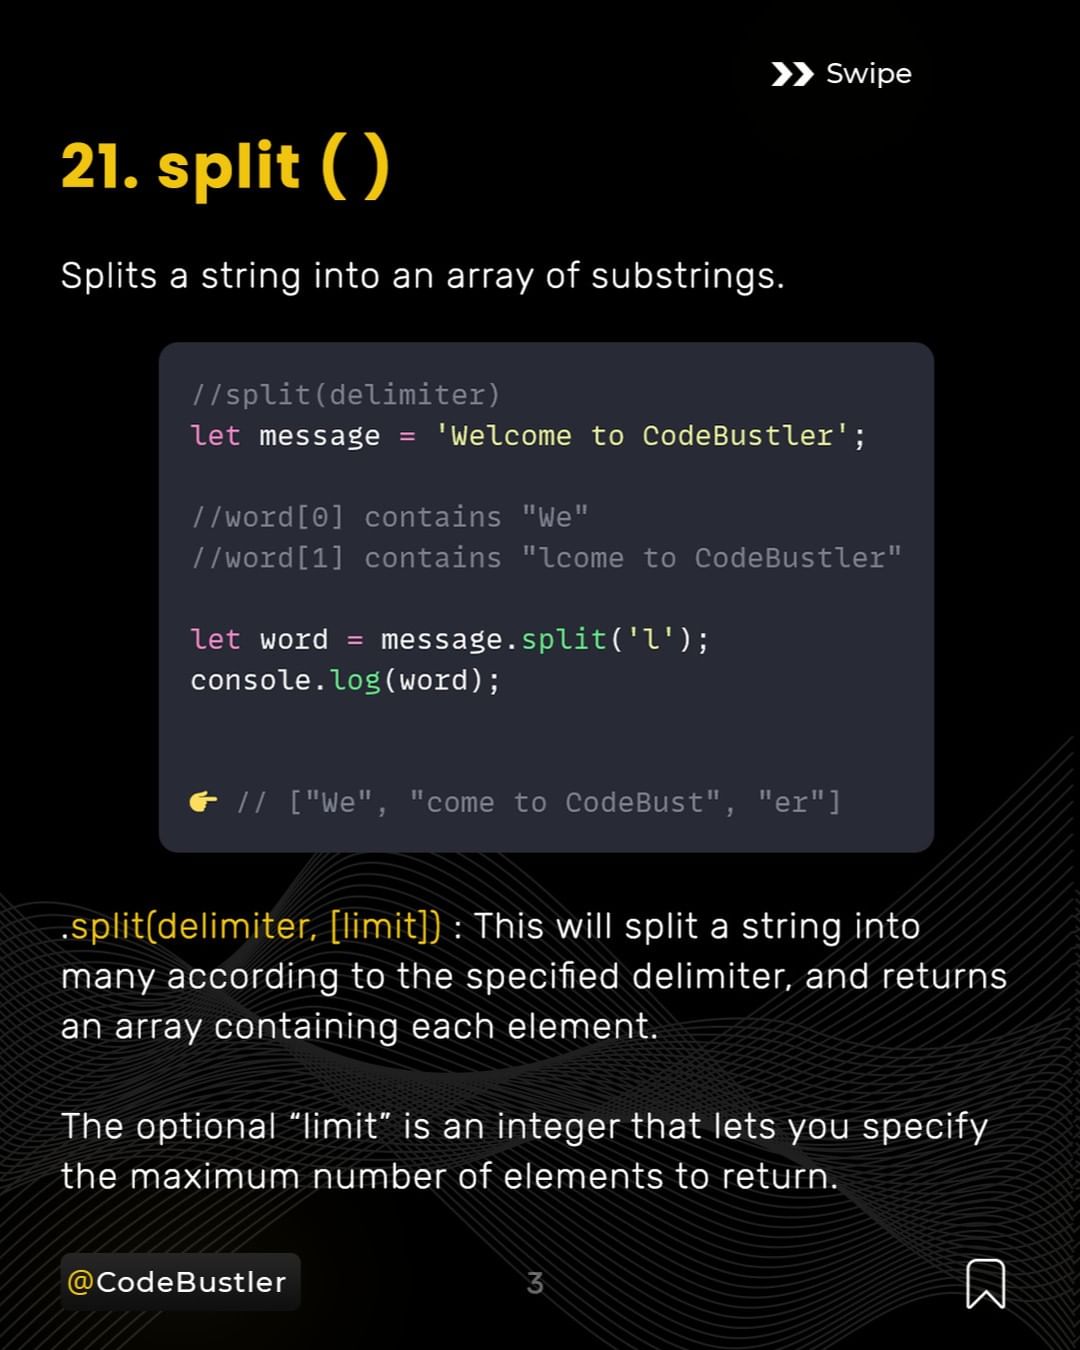 Swipe
21. split ( )
Splits a string into an array of substrings.
//split(delimiter)
let message = 'Welcome to CodeBustler';
//word[0] contains "We"
//word[1] contains "lcome to CodeBustler"
let word = message.split('l');
console.log(word);
// ["We", "come to CodeBust", "er"]
.split(delimiter, [limit]) : This will split a string into
many according to the specified delimiter, and returns
an array containing each element.
The optional “limit” is an integer that lets you specify
the maximum number of elements to return.
@CodeBustler
3